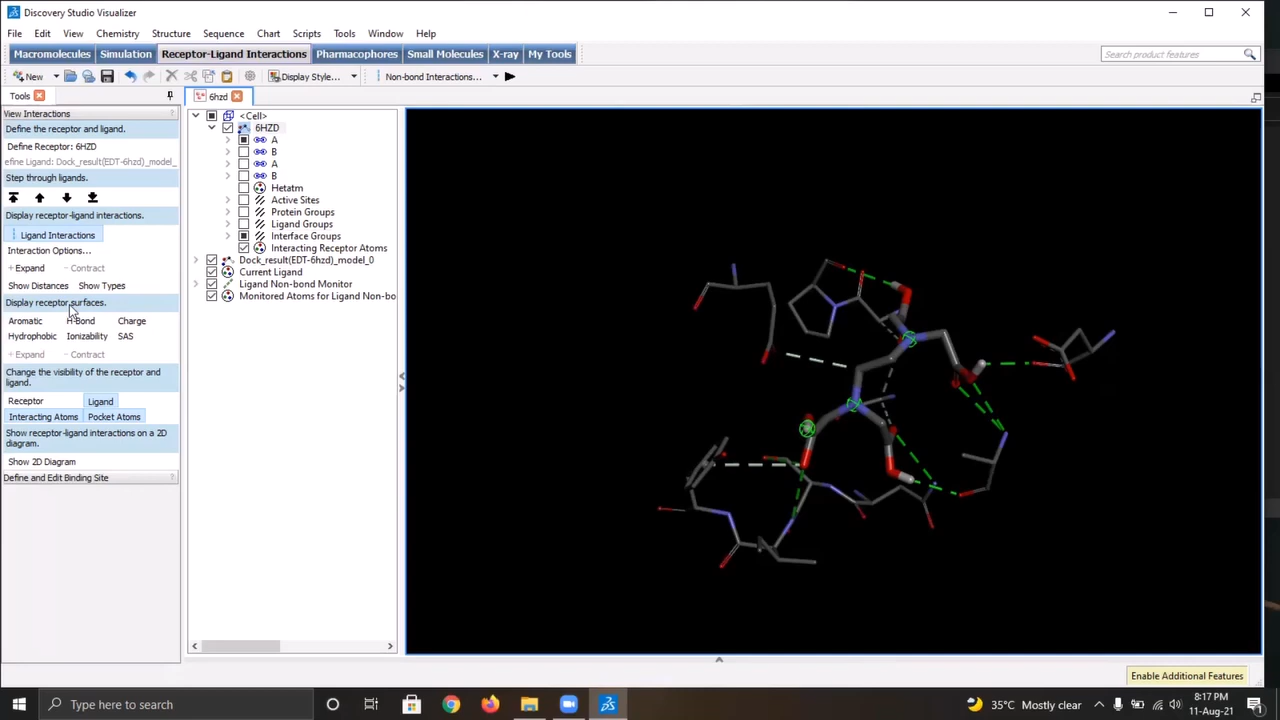 Discovery Studio Visualizer
File Edit View Chemistry Structure Sequence Chart Scripts Tools Window Help
Macromolecules Simulation Receptor-Ligand Interactions Pharmacophores Small Molecules X-ray My Tools
Search product features
New Display Style... Non-bond Interactions...
Tools
6hzd
View Interactions
Define the receptor and ligand.
Define Receptor: 6HZD
efine Ligand: Dock_result(EDT-6hzd)_model_
Step through ligands.
Display receptor-ligand interactions.
Ligand Interactions
Interaction Options...
+ Expand - Contract
Show Distances Show Types
Display receptor surfaces.
Aromatic H-Bond Charge
Hydrophobic Ionizability SAS
+ Expand - Contract
Change the visibility of the receptor and
ligand.
Receptor Ligand
Interacting Atoms Pocket Atoms
Show receptor-ligand interactions on a 2D
diagram.
Show 2D Diagram
Define and Edit Binding Site
<Cell>
6HZD
A
B
A
B
Hetatm
Active Sites
Protein Groups
Ligand Groups
Interface Groups
Interacting Receptor Atoms
Dock_result(EDT-6hzd)_model_0
Current Ligand
Ligand Non-bond Monitor
Monitored Atoms for Ligand Non-bo
Enable Additional Features
Type here to search
35°C Mostly clear
8:17 PM
11-Aug-21
1